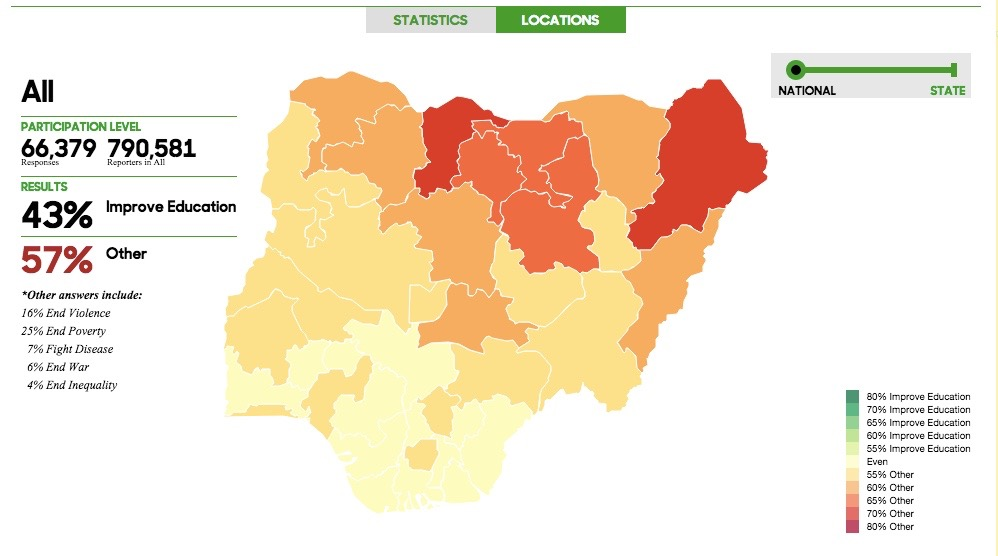 STATISTICS
LOCATIONS
NATIONAL
STATE
All
PARTICIPATION LEVEL
66,379 790,581
Responses Reporters in All
RESULTS
43% Improve Education
57% Other
*Other answers include:
16% End Violence
25% End Poverty
7% Fight Disease
6% End War
4% End Inequality
80% Improve Education
70% Improve Education
65% Improve Education
60% Improve Education
55% Improve Education
Even
55% Other
60% Other
65% Other
70% Other
80% Other